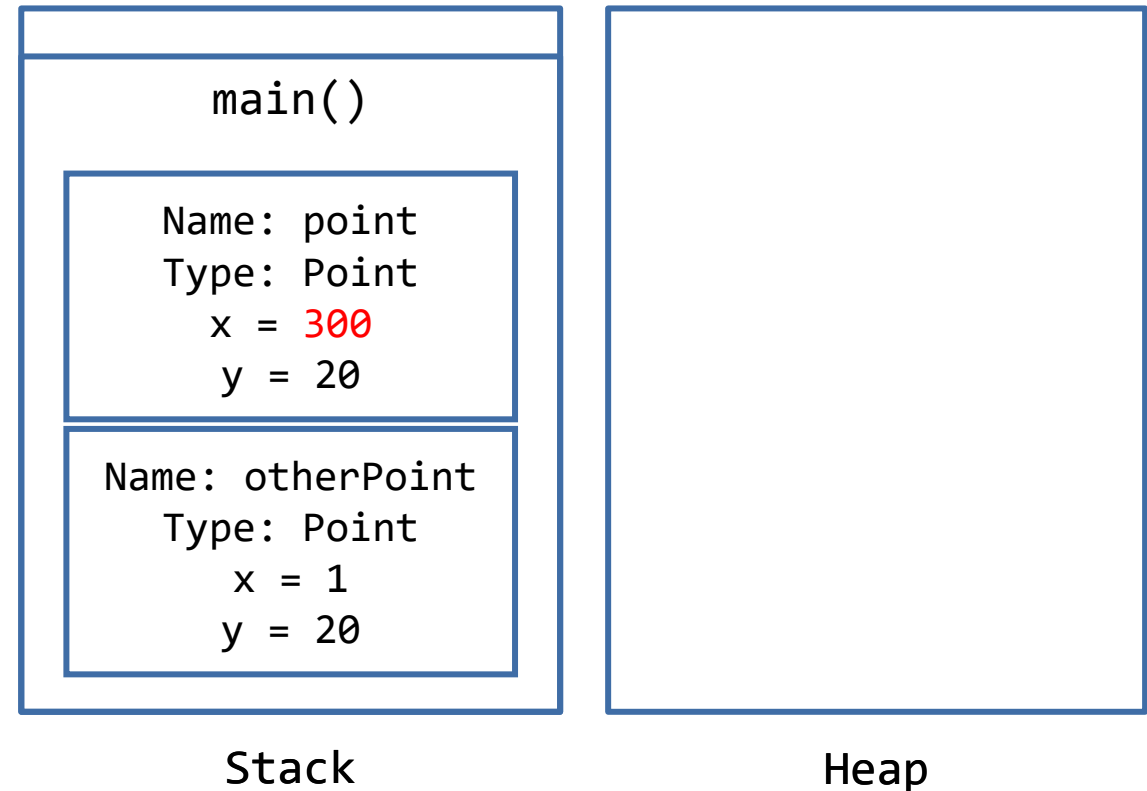 main()
Name: point
Type: Point
x = 300
y = 20
Name: otherPoint
Type: Point
x = 1
y = 20
Stack
Heap